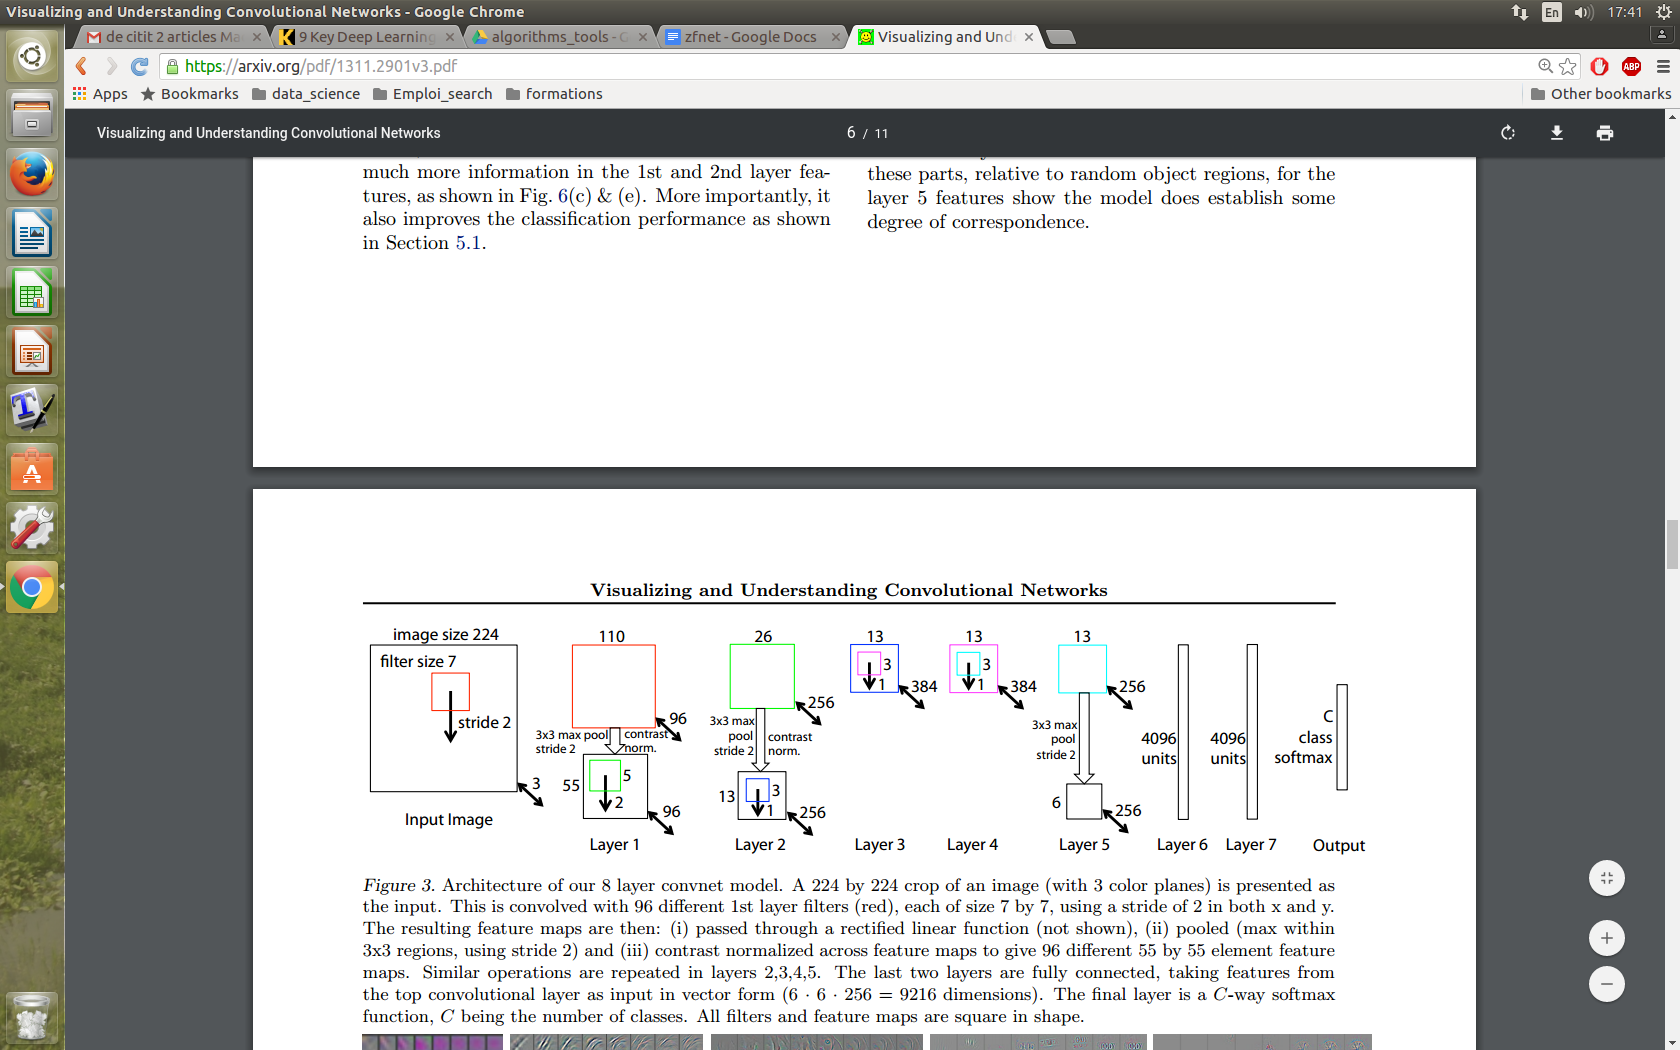 Visualizing and Understanding Convolutional Networks - Google Chrome
En
17:41
de citit 2 articles Ma
9 Key Deep Learning
algorithms_tools - G
zfnet - Google Docs
Visualizing and Und
https://arxiv.org/pdf/1311.2901v3.pdf
ABP
Apps
Bookmarks
data_science
Emploi_search
formations
Other bookmarks
Visualizing and Understanding Convolutional Networks
6 / 11
much more information in the 1st and 2nd layer fea-
tures, as shown in Fig. 6(c) & (e). More importantly, it
also improves the classification performance as shown
in Section 5.1.
these parts, relative to random object regions, for the
layer 5 features show the model does establish some
degree of correspondence.
Visualizing and Understanding Convolutional Networks
image size 224
filter size 7
stride 2
3
Input Image
110
96
3x3 max pool
stride 2
contrast
norm.
55
5
2
96
Layer 1
26
256
3x3 max
pool
stride 2
contrast
norm.
13
3
1
256
Layer 2
13
3
1
384
Layer 3
13
3
1
384
Layer 4
13
256
3x3 max
pool
stride 2
6
256
Layer 5
4096
units
Layer 6
4096
units
Layer 7
C
class
softmax
Output
Figure 3. Architecture of our 8 layer convnet model. A 224 by 224 crop of an image (with 3 color planes) is presented as
the input. This is convolved with 96 different 1st layer filters (red), each of size 7 by 7, using a stride of 2 in both x and y.
The resulting feature maps are then: (i) passed through a rectified linear function (not shown), (ii) pooled (max within
3x3 regions, using stride 2) and (iii) contrast normalized across feature maps to give 96 different 55 by 55 element feature
maps. Similar operations are repeated in layers 2,3,4,5. The last two layers are fully connected, taking features from
the top convolutional layer as input in vector form (6 · 6 · 256 = 9216 dimensions). The final layer is a C-way softmax
function, C being the number of classes. All filters and feature maps are square in shape.